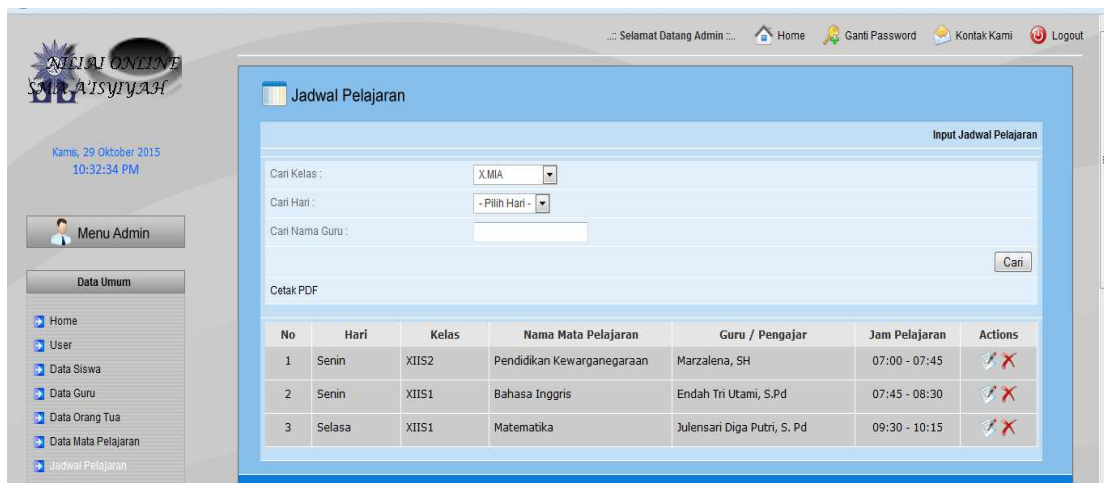 ..:: Selamat Datang Admin ::..
Home
Ganti Password
Kontak Kami
Logout
NILIAI ONLINE
SMA A'ISYIYAH
Kamis, 29 Oktober 2015
10:32:34 PM
Menu Admin
Data Umum
Home
User
Data Siswa
Data Guru
Data Orang Tua
Data Mata Pelajaran
Jadwal Pelajaran
Jadwal Pelajaran
Input Jadwal Pelajaran
Cari Kelas : X.MIA
Cari Hari : - Pilih Hari -
Cari Nama Guru :
Cari
Cetak PDF
No Hari Kelas Nama Mata Pelajaran Guru / Pengajar Jam Pelajaran Actions
1 Senin XIIS2 Pendidikan Kewarganegaraan Marzalena, SH 07:00 - 07:45
2 Senin XIIS1 Bahasa Inggris Endah Tri Utami, S.Pd 07:45 - 08:30
3 Selasa XIIS1 Matematika Julensari Diga Putri, S. Pd 09:30 - 10:15